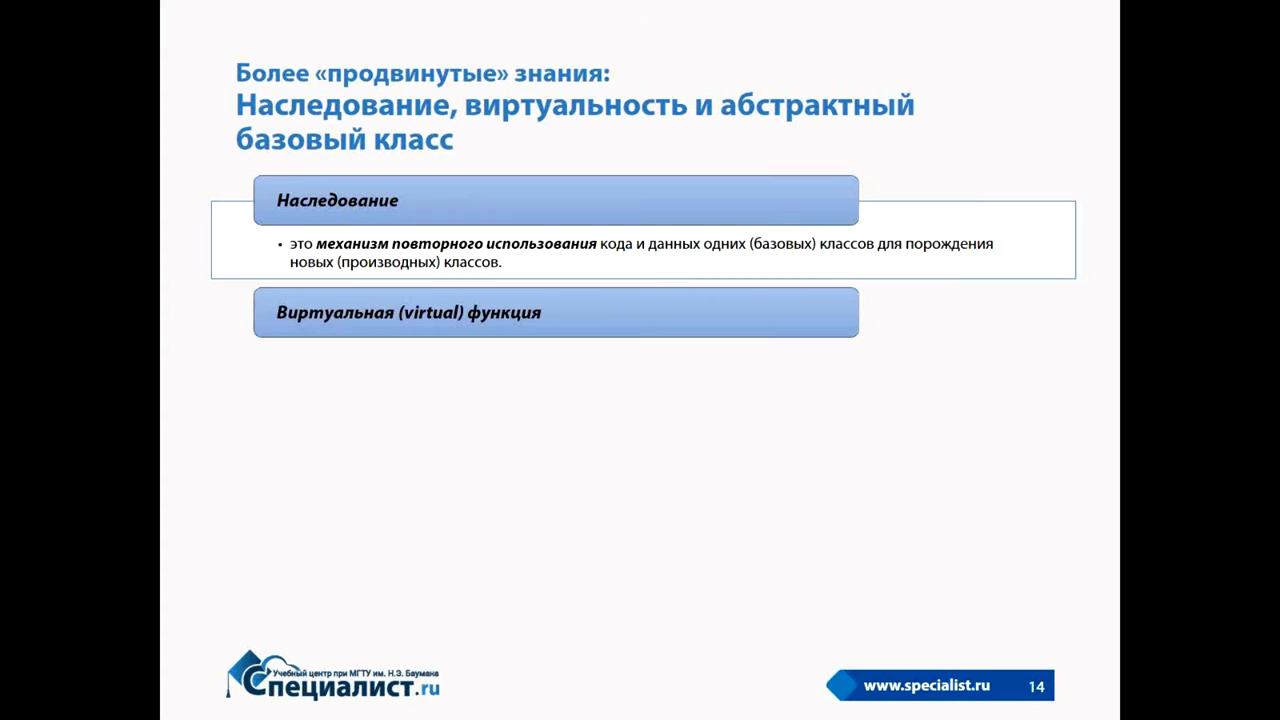 Более «продвинутые» знания:
Наследование, виртуальность и абстрактный
базовый класс
Наследование
• это механизм повторного использования кода и данных одних (базовых) классов для порождения
новых (производных) классов.
Виртуальная (virtual) функция
Учебный центр при МГТУ им. Н.Э. Баумана
Специалист.ru
www.specialist.ru
14